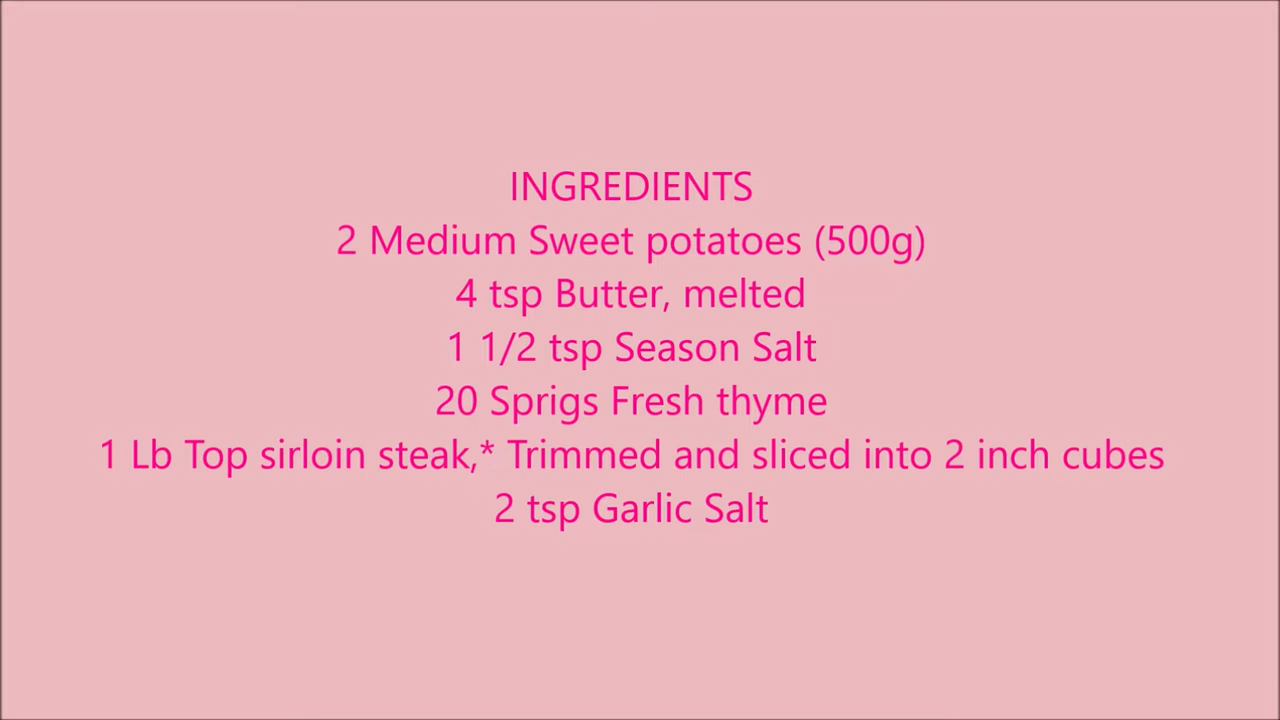 INGREDIENTS
2 Medium Sweet potatoes (500g)
4 tsp Butter, melted
1 1/2 tsp Season Salt
20 Sprigs Fresh thyme
1 Lb Top sirloin steak,* Trimmed and sliced into 2 inch cubes
2 tsp Garlic Salt